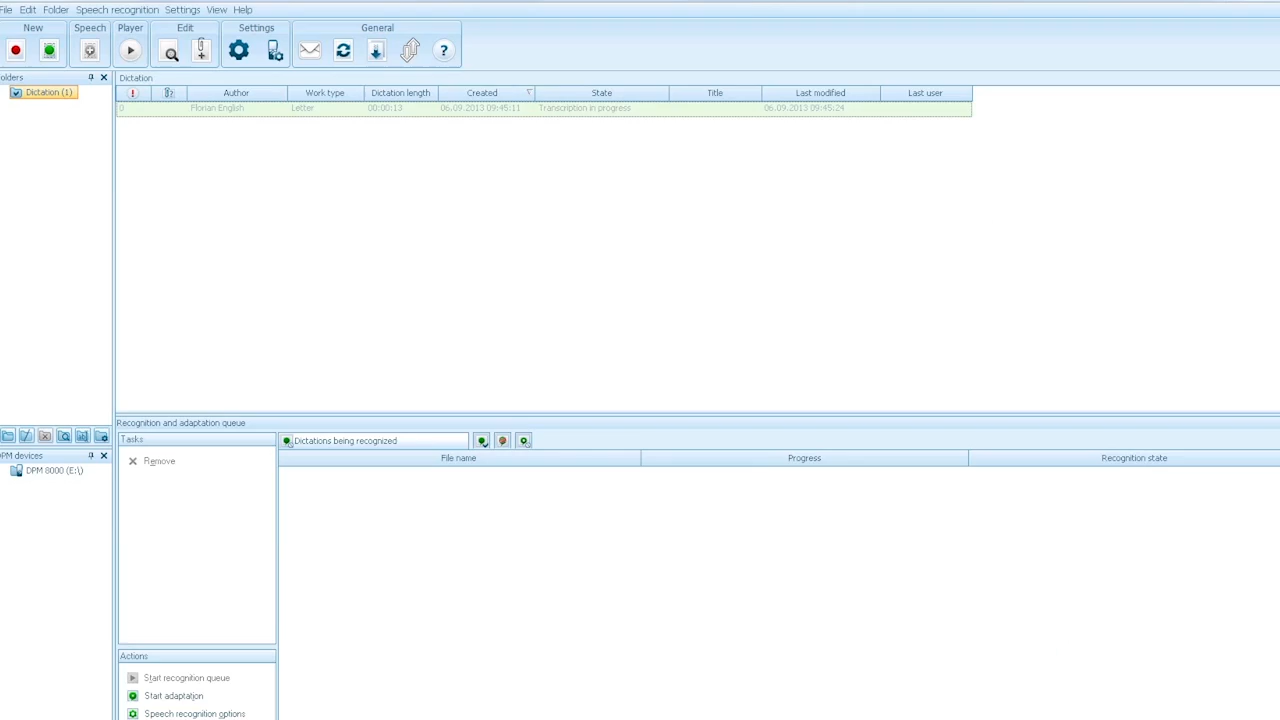 File Edit Folder Speech recognition Settings View Help
New Speech Player Edit Settings General
olders
Dictation
Dictation (1)
Author Work type Dictation length Created State Title Last modified Last user
0 Florian English Letter 00:00:13 06.09.2013 09:45:11 Transcription in progress 06.09.2013 09:45:24
Recognition and adaptation queue
Tasks
Dictations being recognized
Remove
File name Progress Recognition state
DPM devices
DPM 8000 (E:\)
Actions
Start recognition queue
Start adaptation
Speech recognition options